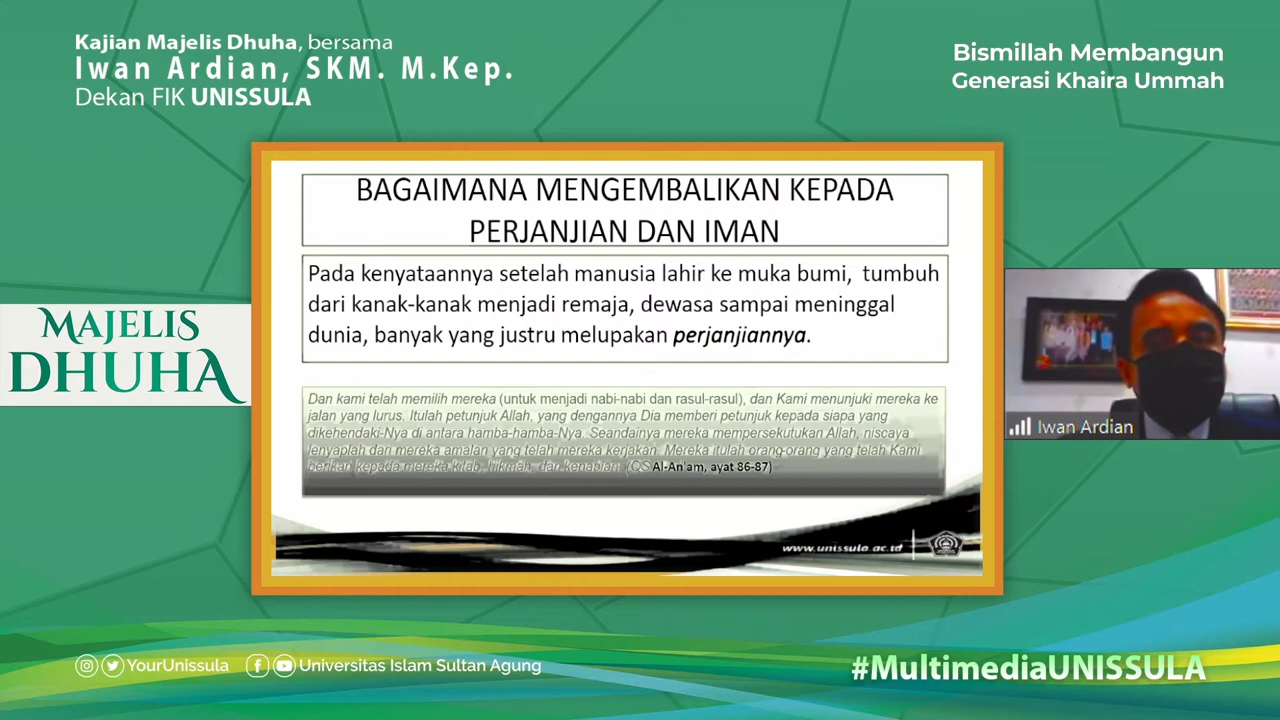 Kajian Majelis Dhuha, bersama
Iwan Ardian, SKM. M.Kep.
Dekan FIK UNISSULA
Bismillah Membangun
Generasi Khaira Ummah
BAGAIMANA MENGEMBALIKAN KEPADA
PERJANJIAN DAN IMAN
Pada kenyataannya setelah manusia lahir ke muka bumi, tumbuh
dari kanak-kanak menjadi remaja, dewasa sampai meninggal
dunia, banyak yang justru melupakan perjanjiannya.
MAJELIS
DHUHA
Dan kami telah memilih mereka (untuk menjadi nabi-nabi dan rasul-rasul), dan Kami menunjuki mereka ke
jalan yang lurus. Itulah petunjuk Allah, yang dengannya Dia memberi petunjuk kepada siapa yang
dikehendaki-Nya di antara hamba-hamba-Nya. Seandainya mereka mempersekutukan Allah, niscaya
lenyaplah dari mereka amalan yang telah mereka kerjakan. Mereka itulah orang-orang yang telah Kami
berikan kepada mereka kitab, hikmah, dan kenabian (QS Al-An'am, ayat 86-87)
Iwan Ardian
www.unissula.ac.id
YourUnissula
Universitas Islam Sultan Agung
#MultimediaUNISSULA